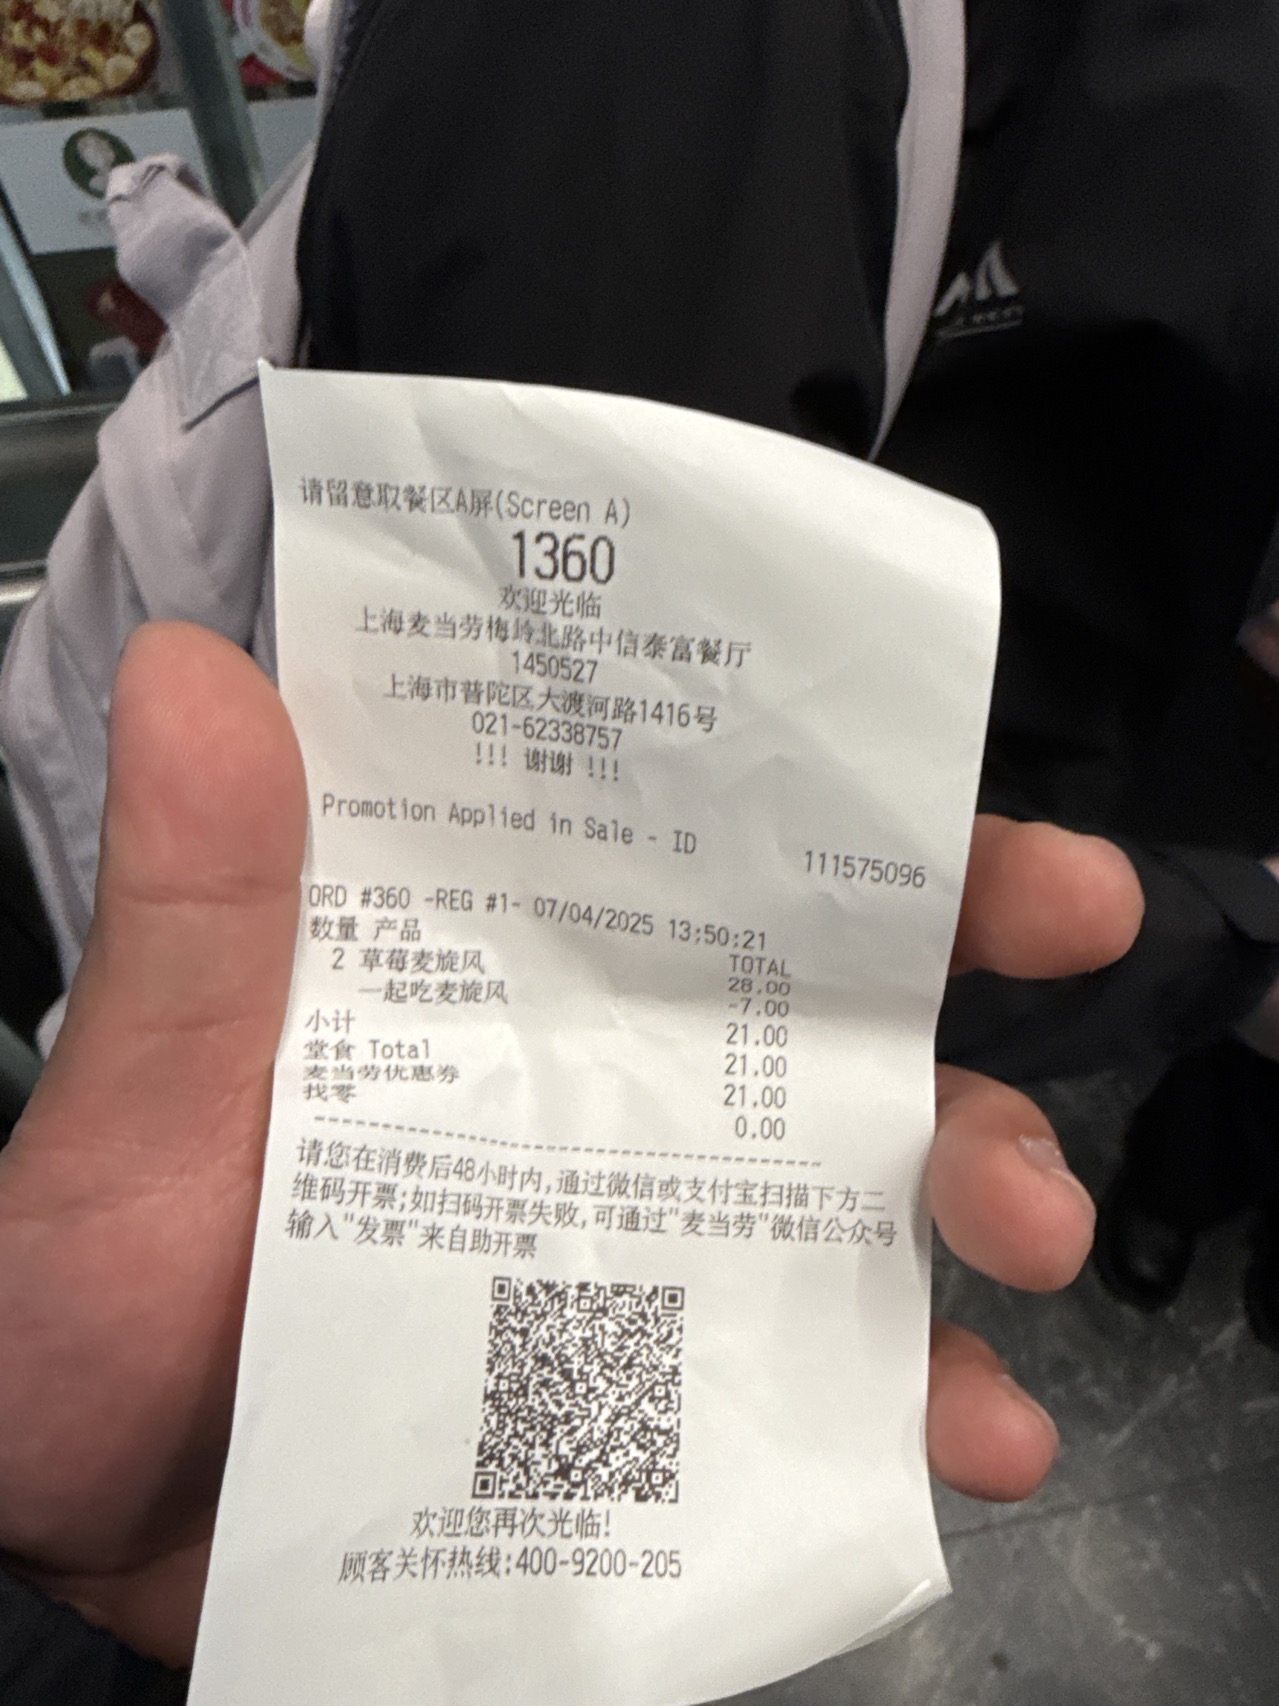 请留意取餐区A屏(Screen A)
1360
欢迎光临
上海麦当劳梅岭北路中信泰富餐厅
1450527
上海市普陀区大渡河路1416号
021-62338757
!!! 谢谢 !!!
Promotion Applied in Sale - ID 111575096
ORD #360 -REG #1- 07/04/2025 13:50:21
数量 产品 TOTAL
2 草莓麦旋风 28.00
一起吃麦旋风 -7.00
小计 21.00
堂食 Total 21.00
麦当劳优惠券 21.00
找零 0.00
请您在消费后48小时内,通过微信或支付宝扫描下方二
维码开票;如扫码开票失败,可通过"麦当劳"微信公众号
输入"发票"来自助开票
欢迎您再次光临!
顾客关怀热线:400-9200-205